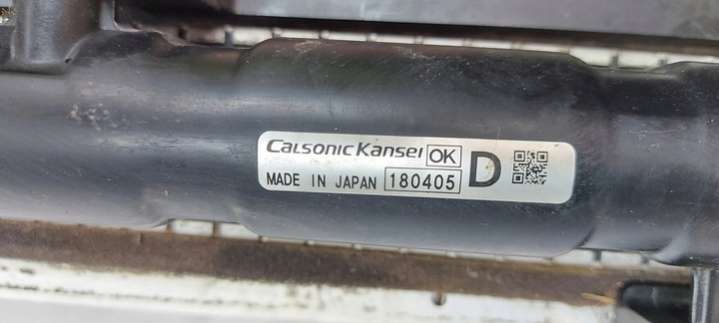 CalsonicKansei OK D
MADE IN JAPAN 180405